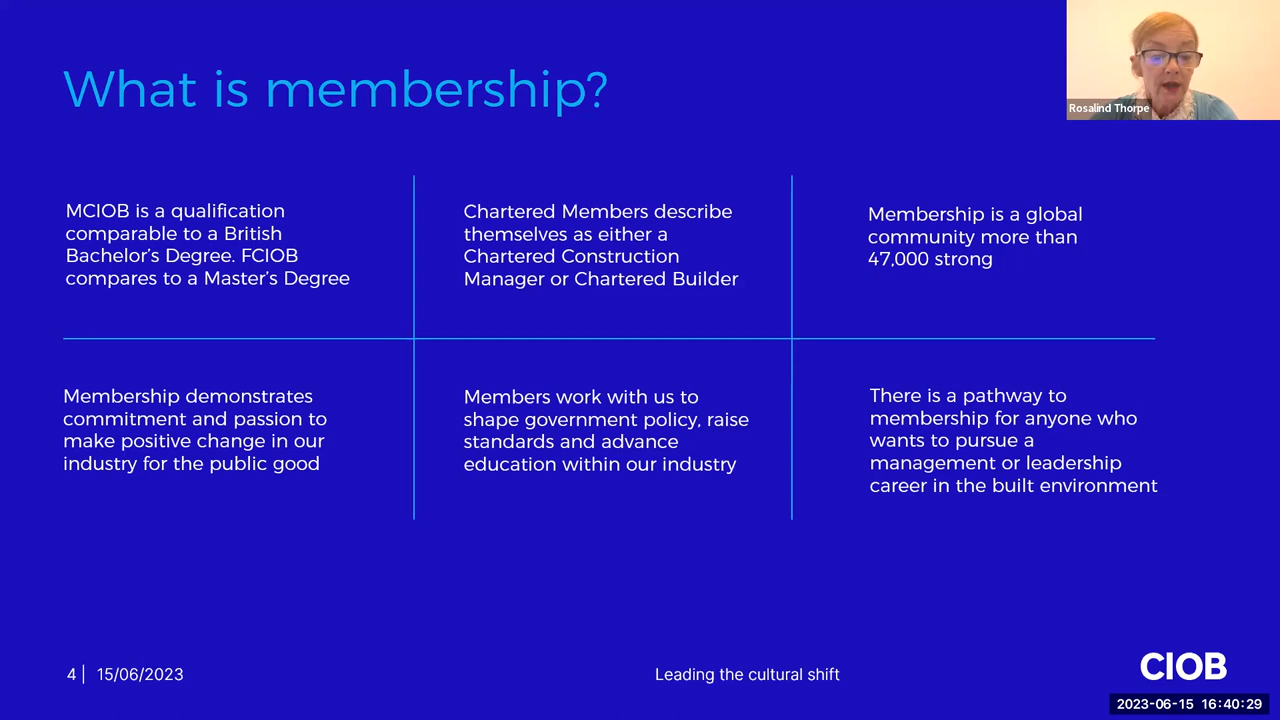 What is membership?
Rosalind Thorpe
MCIOB is a qualification
comparable to a British
Bachelor's Degree. FCIOB
compares to a Master's Degree
Chartered Members describe
themselves as either a
Chartered Construction
Manager or Chartered Builder
Membership is a global
community more than
47,000 strong
Membership demonstrates
commitment and passion to
make positive change in our
industry for the public good
Members work with us to
shape government policy, raise
standards and advance
education within our industry
There is a pathway to
membership for anyone who
wants to pursue a
management or leadership
career in the built environment
4 | 15/06/2023
Leading the cultural shift
CIOB
2023-06-15 16:40:29